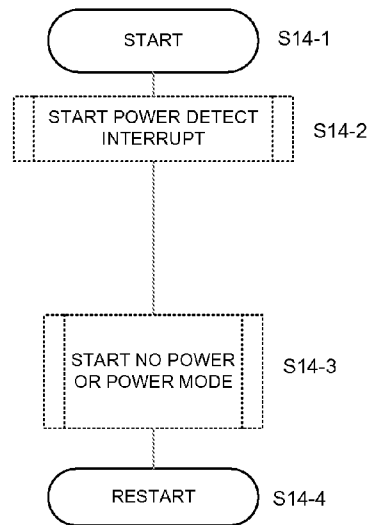 START
S14-1
START POWER DETECT
INTERRUPT
S14-2
START NO POWER
OR POWER MODE
S14-3
RESTART
S14-4